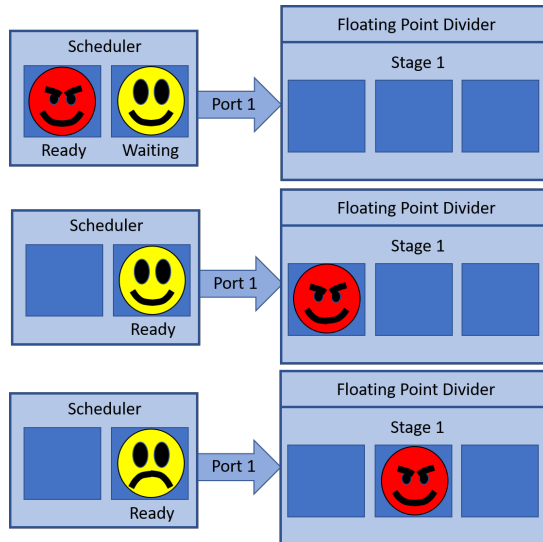 Scheduler
Ready
Waiting
Port 1
Floating Point Divider
Stage 1
Scheduler
Ready
Port 1
Floating Point Divider
Stage 1
Scheduler
Ready
Port 1
Floating Point Divider
Stage 1